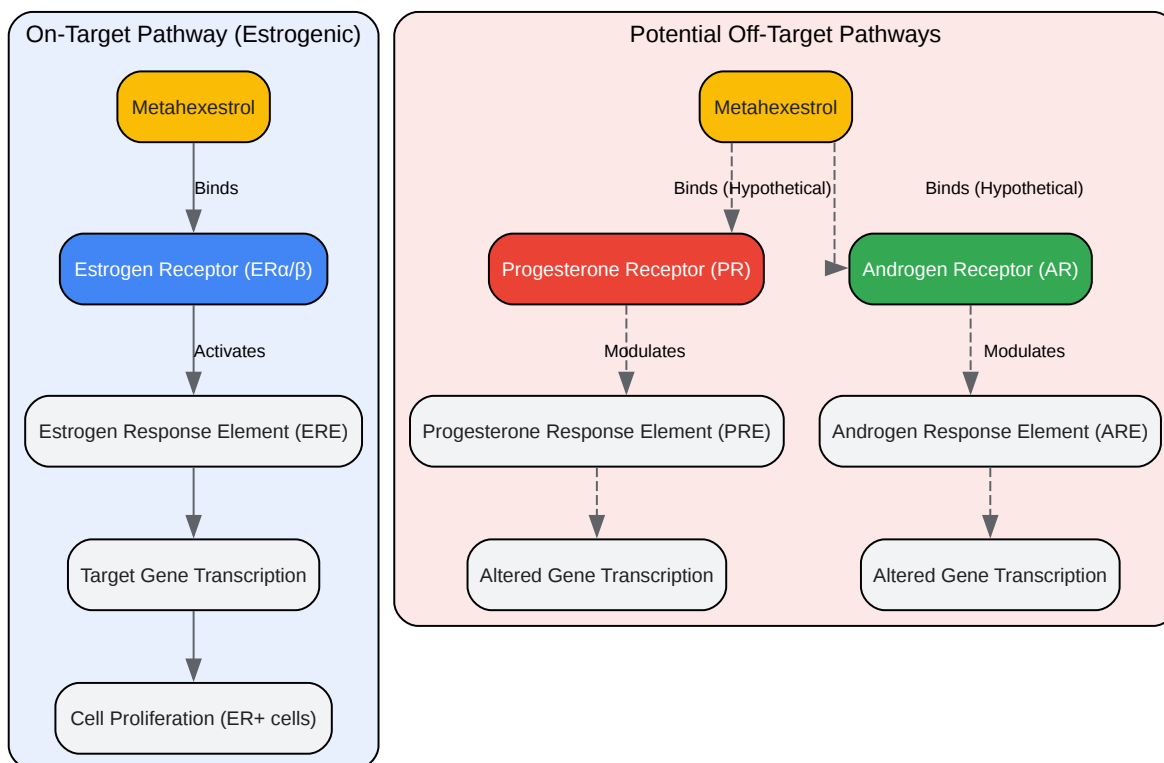 On-Target Pathway (Estrogenic)
Metahexestrol
Binds
Estrogen Receptor (ERα/β)
Activates
Estrogen Response Element (ERE)
Target Gene Transcription
Cell Proliferation (ER+ cells)
Potential Off-Target Pathways
Metahexestrol
Binds (Hypothetical)
Binds (Hypothetical)
Progesterone Receptor (PR)
Androgen Receptor (AR)
Modulates
Modulates
Progesterone Response Element (PRE)
Androgen Response Element (ARE)
Altered Gene Transcription
Altered Gene Transcription